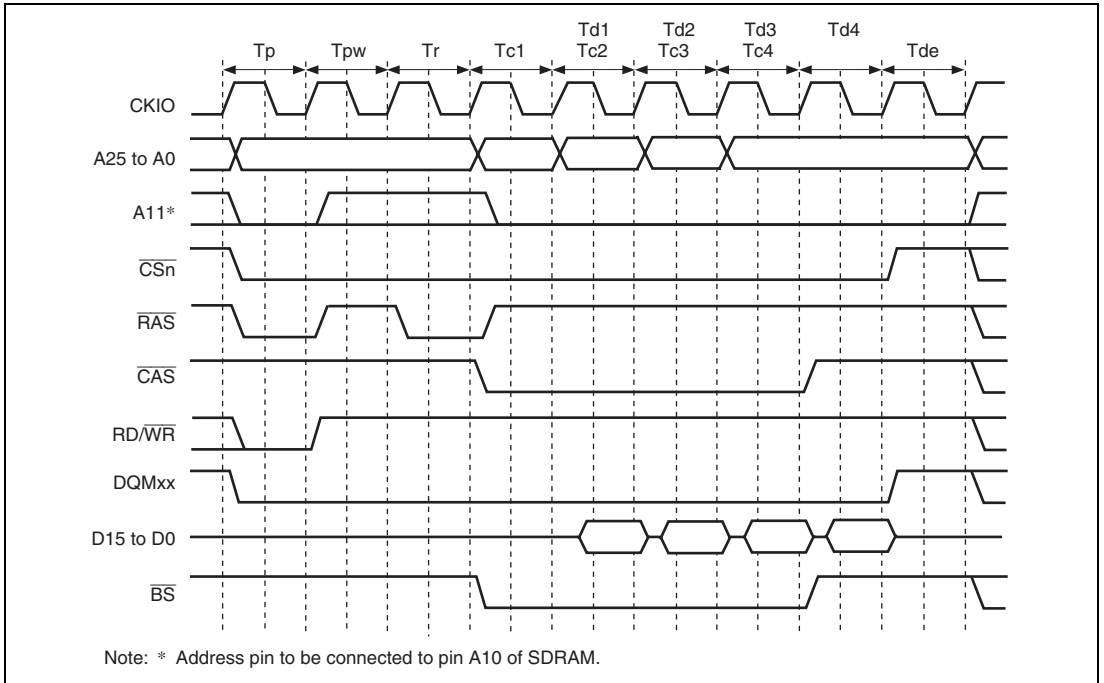 Td1 Td2 Td3 Td4
Tp Tpw Tr Tc1 Tc2 Tc3 Tc4 Tde
CKIO
A25 to A0
A11*
CSn
RAS
CAS
RD/WR
DQMxx
D15 to D0
BS
Note: * Address pin to be connected to pin A10 of SDRAM.